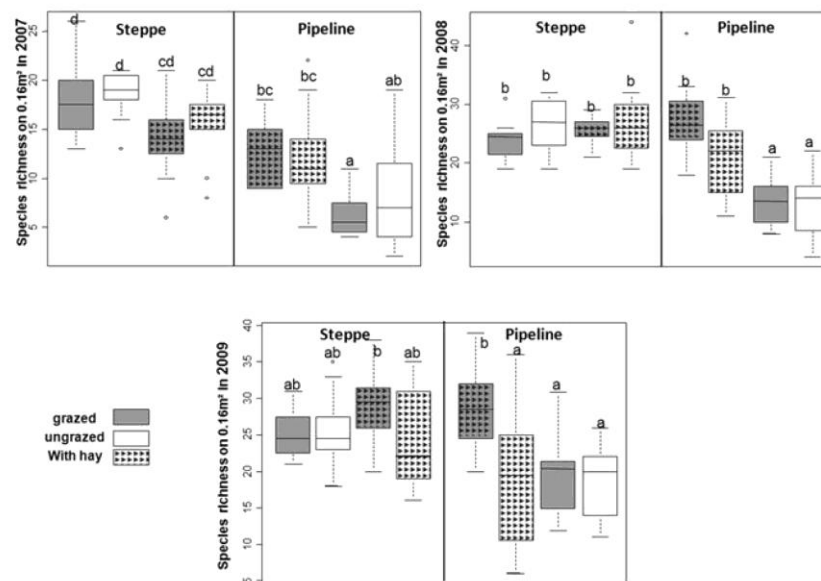 Species richness on 0.16m² In 2007
5 10 15 20 25
Steppe
Pipeline
d d cd cd bc bc a ab
Species richness on 0.16m² In 2008
10 20 30 40
Steppe
Pipeline
b b b b b b a a
Species richness on 0.16m² In 2009
5 10 15 20 25 30 35 40
Steppe
Pipeline
ab ab b ab b a a a
grazed
ungrazed
With hay